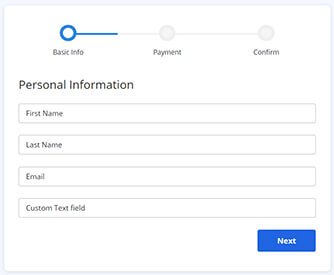 Basic Info Payment Confirm
Personal Information
First Name
Last Name
Email
Custom Text field
Next